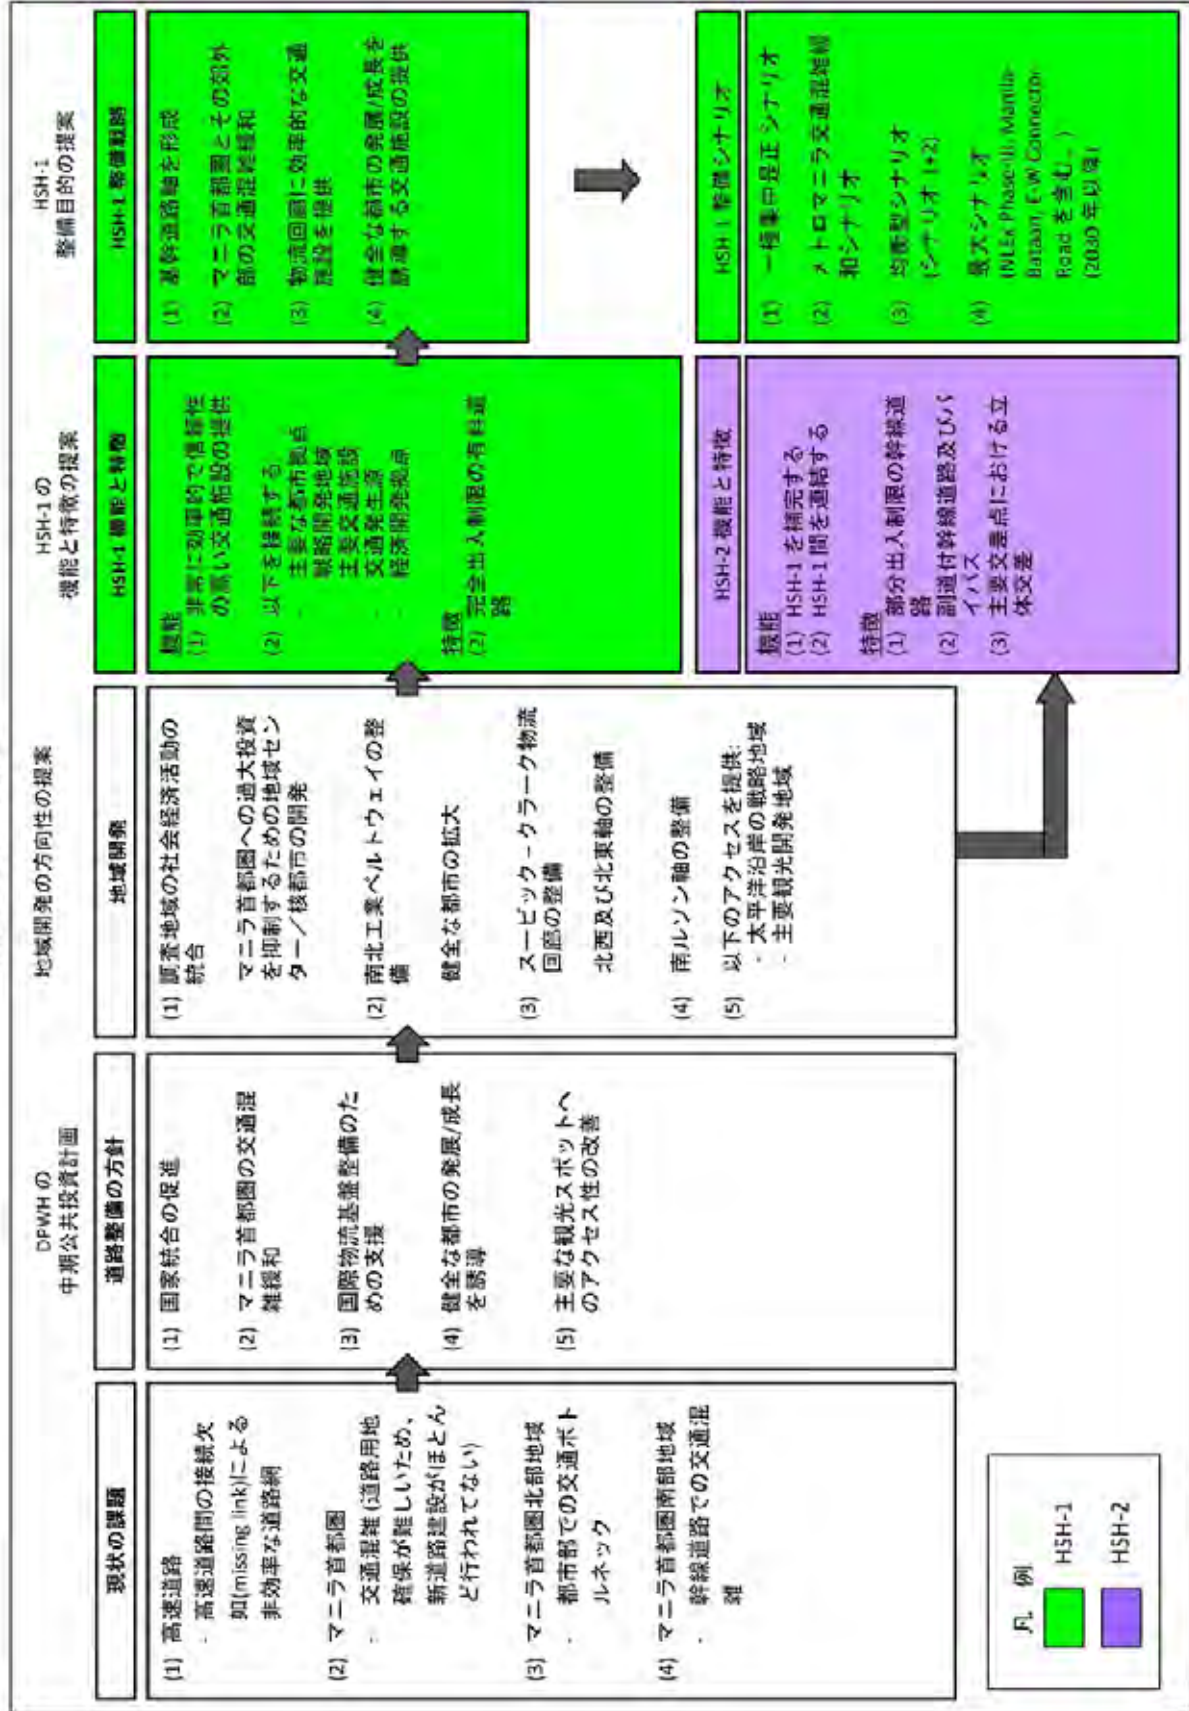 現状の課題
(1) 高速道路
- 高速道路間の接続欠
如(missing link)による
非効率な道路網
(2) マニラ首都圏
- 交通混雑 (道路用地
確保が難しいため、
新道路建設がほとん
ど行われてない)
(3) マニラ首都圏北部地域
- 都市部での交通ボト
ルネック
(4) マニラ首都圏南部地域
- 幹線道路での交通混
雑
DPWH の
中期公共投資計画
道路整備の方針
(1) 国家統合の促進
(2) マニラ首都圏の交通混
雑緩和
(3) 国際物流基盤整備のた
めの支援
(4) 健全な都市の発展/成長
を誘導
(5) 主要な観光スポットへ
のアクセス性の改善
地域開発の方向性の提案
地域開発
(1) 調査地域の社会経済活動の
統合
マニラ首都圏への過大投資
を抑制するための地域セン
ター／核都市の開発
(2) 南北工業ベルトウェイの整
備
健全な都市の拡大
(3) スービック - クラーク物流
回廊の整備
北西及び北東軸の整備
(4) 南ルソン軸の整備
(5) 以下のアクセスを提供:
- 太平洋沿岸の戦略地域
- 主要観光開発地域
HSH-1 の
機能と特徴の提案
HSH-1 機能と特徴
機能
(1) 非常に効率的で信頼性
の高い交通施設の提供
(2) 以下を接続する
- 主要な都市拠点
- 戦略開発地域
- 主要交通施設
- 交通発生源
- 経済開発拠点
特徴
(2) 完全出入制限の有料道
路
HSH-2 機能と特徴
機能
(1) HSH-1 を補完する
(2) HSH-1 間を連結する
特徴
(1) 部分出入制限の幹線道
路
(2) 副道付幹線道路及びバ
イパス
(3) 主要交差点における立
体交差
HSH-1
整備目的の提案
HSH-1 整備戦略
(1) 基幹道路軸を形成
(2) マニラ首都圏とその郊外
部の交通混雑緩和
(3) 物流回廊に効率的な交通
施設を提供
(4) 健全な都市の発展/成長を
誘導する交通施設の提供
HSH-1 整備シナリオ
(1) 一極集中是正シナリオ
(2) メトロマニラ交通混雑緩
和シナリオ
(3) 均衡型シナリオ
(シナリオ 1+2)
(4) 最大シナリオ
(NLEx Phase-II, Manila-
Bataan, E-W Connector
Road を含む。)
(2030 年以降)
凡 例
HSH-1
HSH-2